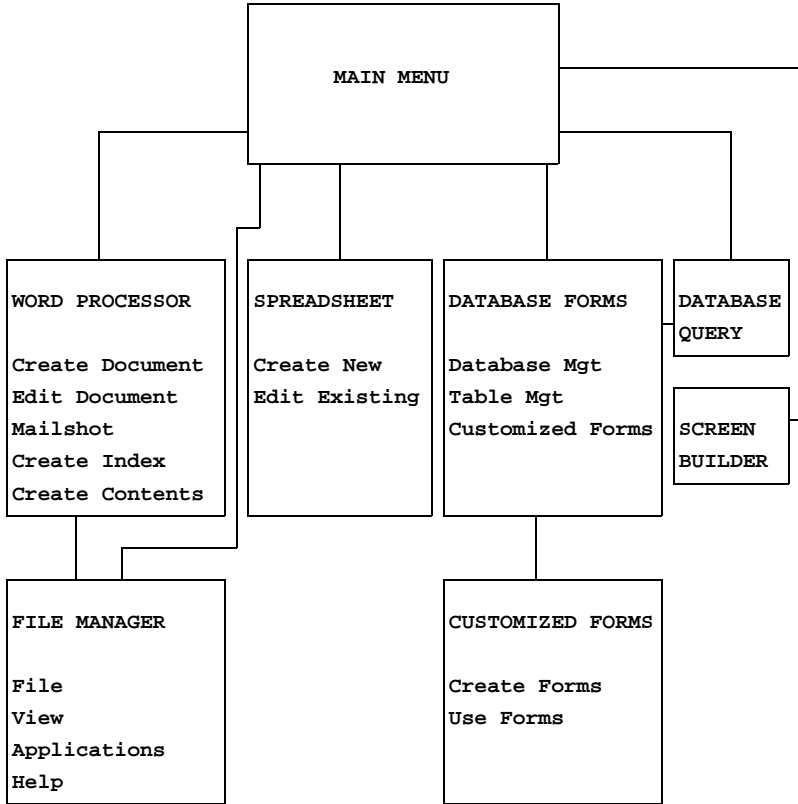 MAIN MENU
WORD PROCESSOR
Create Document
Edit Document
Mailshot
Create Index
Create Contents
SPREADSHEET
Create New
Edit Existing
DATABASE FORMS
Database Mgt
Table Mgt
Customized Forms
DATABASE
QUERY
SCREEN
BUILDER
FILE MANAGER
File
View
Applications
Help
CUSTOMIZED FORMS
Create Forms
Use Forms